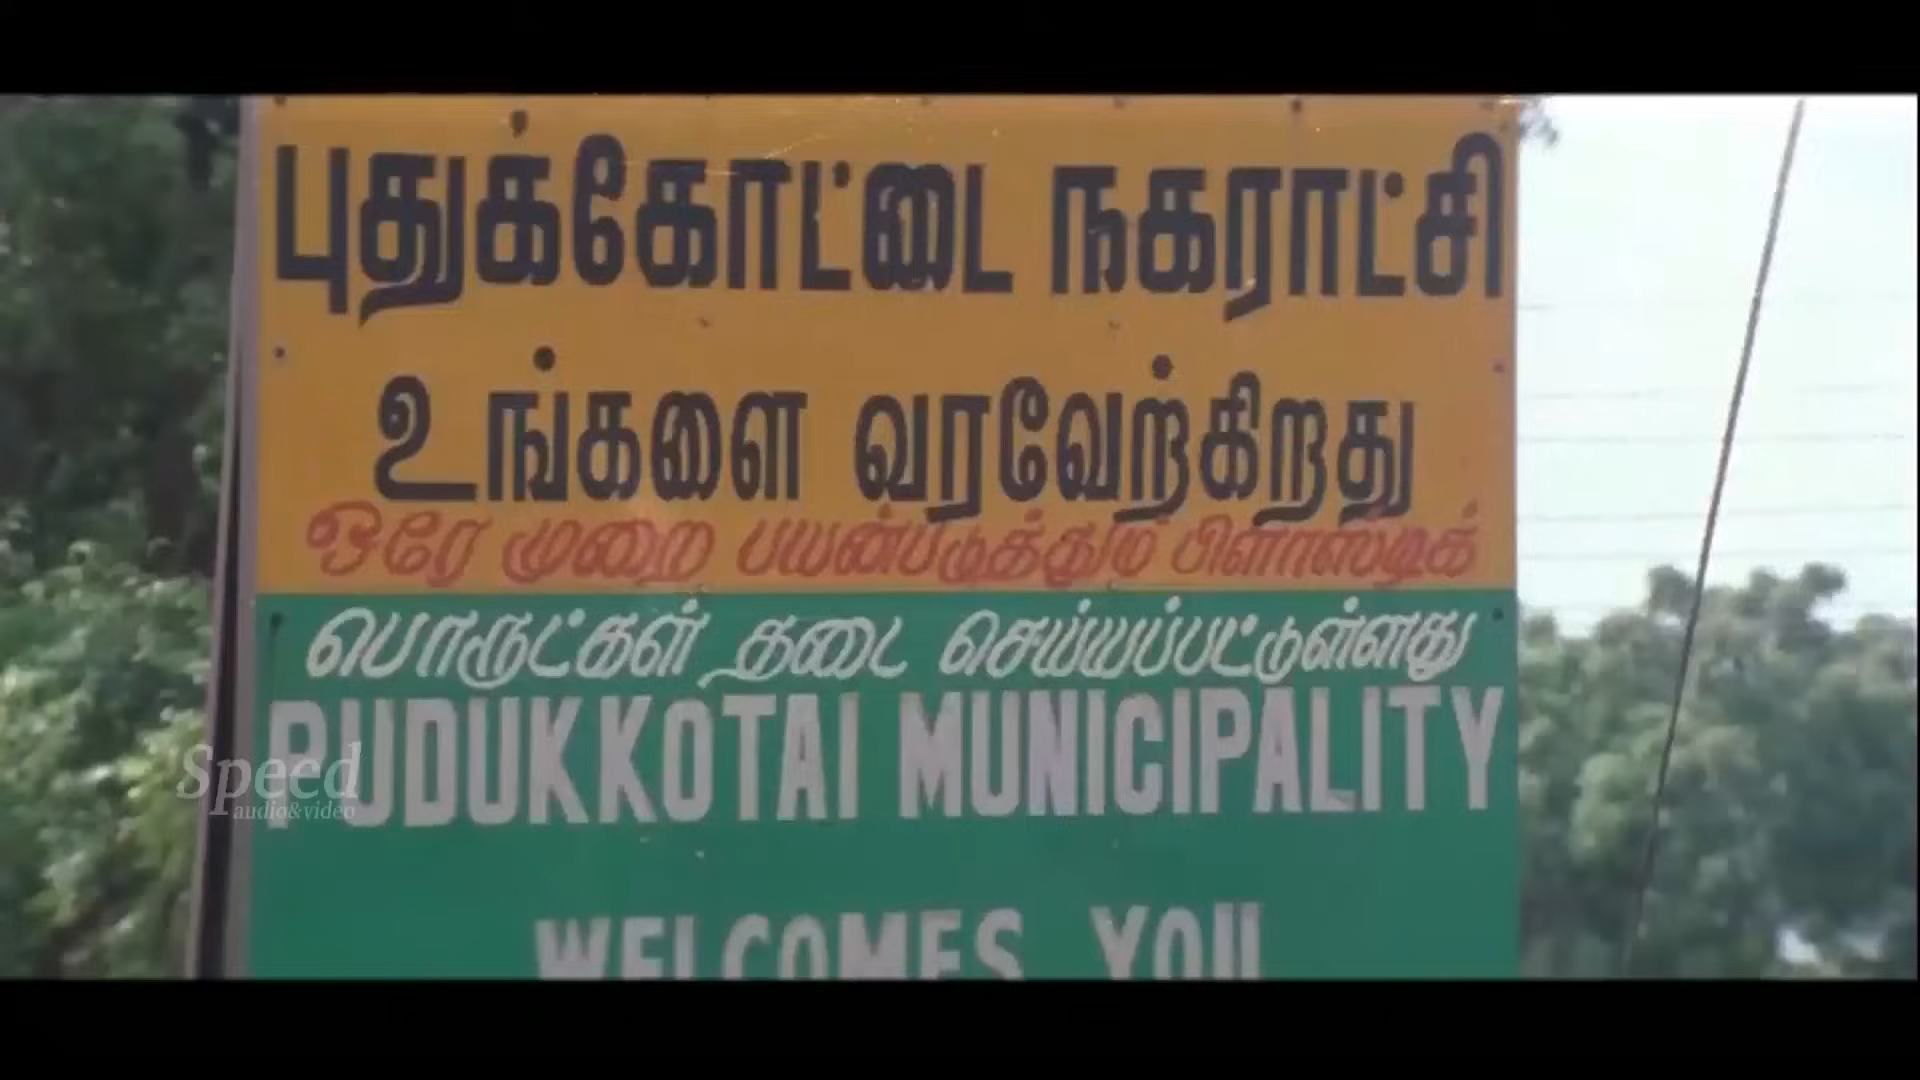 புதுக்கோட்டை நகராட்சி
உங்களை வரவேற்கிறது
ஒரே முறை பயன்படுத்தும் பிளாஸ்டிக்
பொருட்கள் தடை செய்யப்பட்டுள்ளது
PUDUKKOTAI MUNICIPALITY
Speed
audio&video
WELCOMES YOU